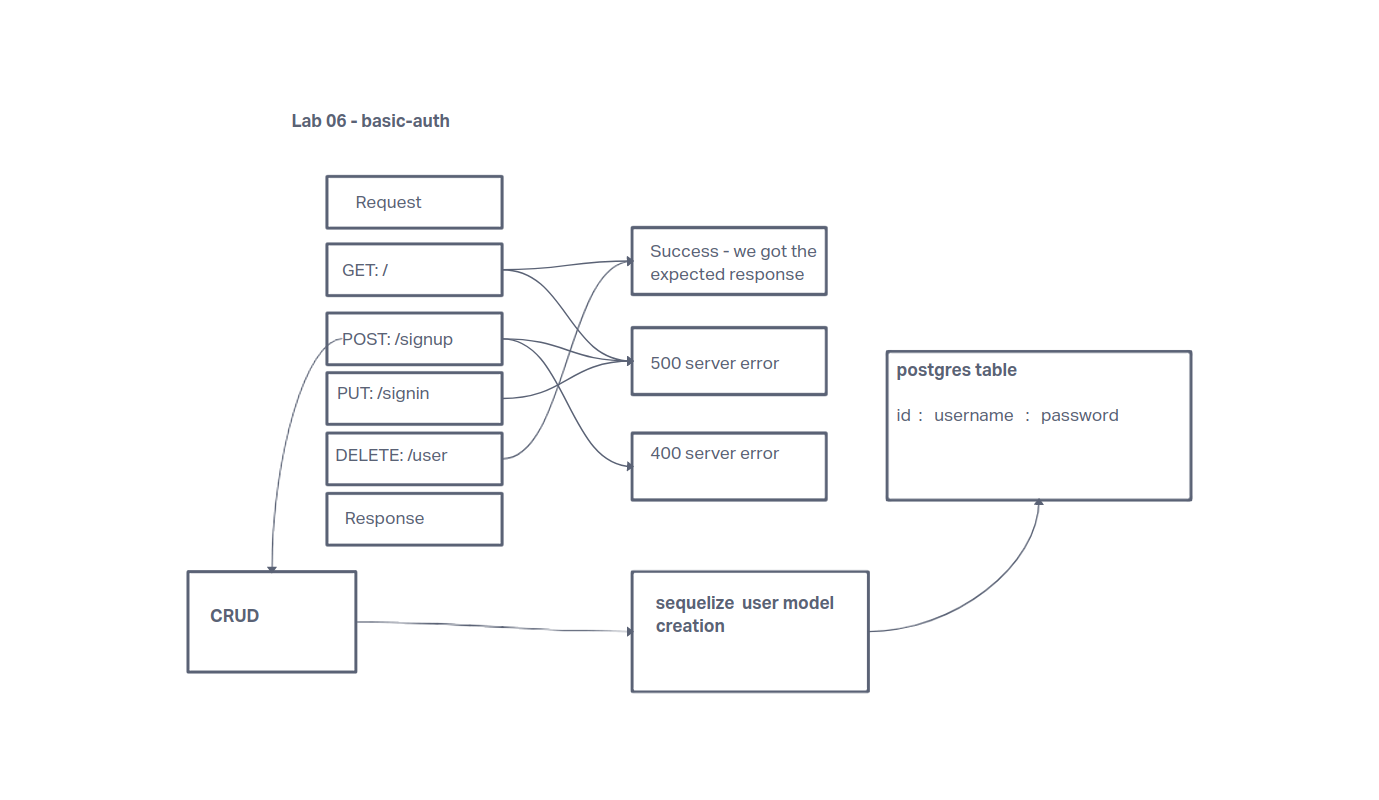 Lab 06 - basic-auth
Request
GET: /
POST: /signup
PUT: /signin
DELETE: /user
Response
Success - we got the
expected response
500 server error
400 server error
postgres table
id : username : password
CRUD
sequelize user model
creation